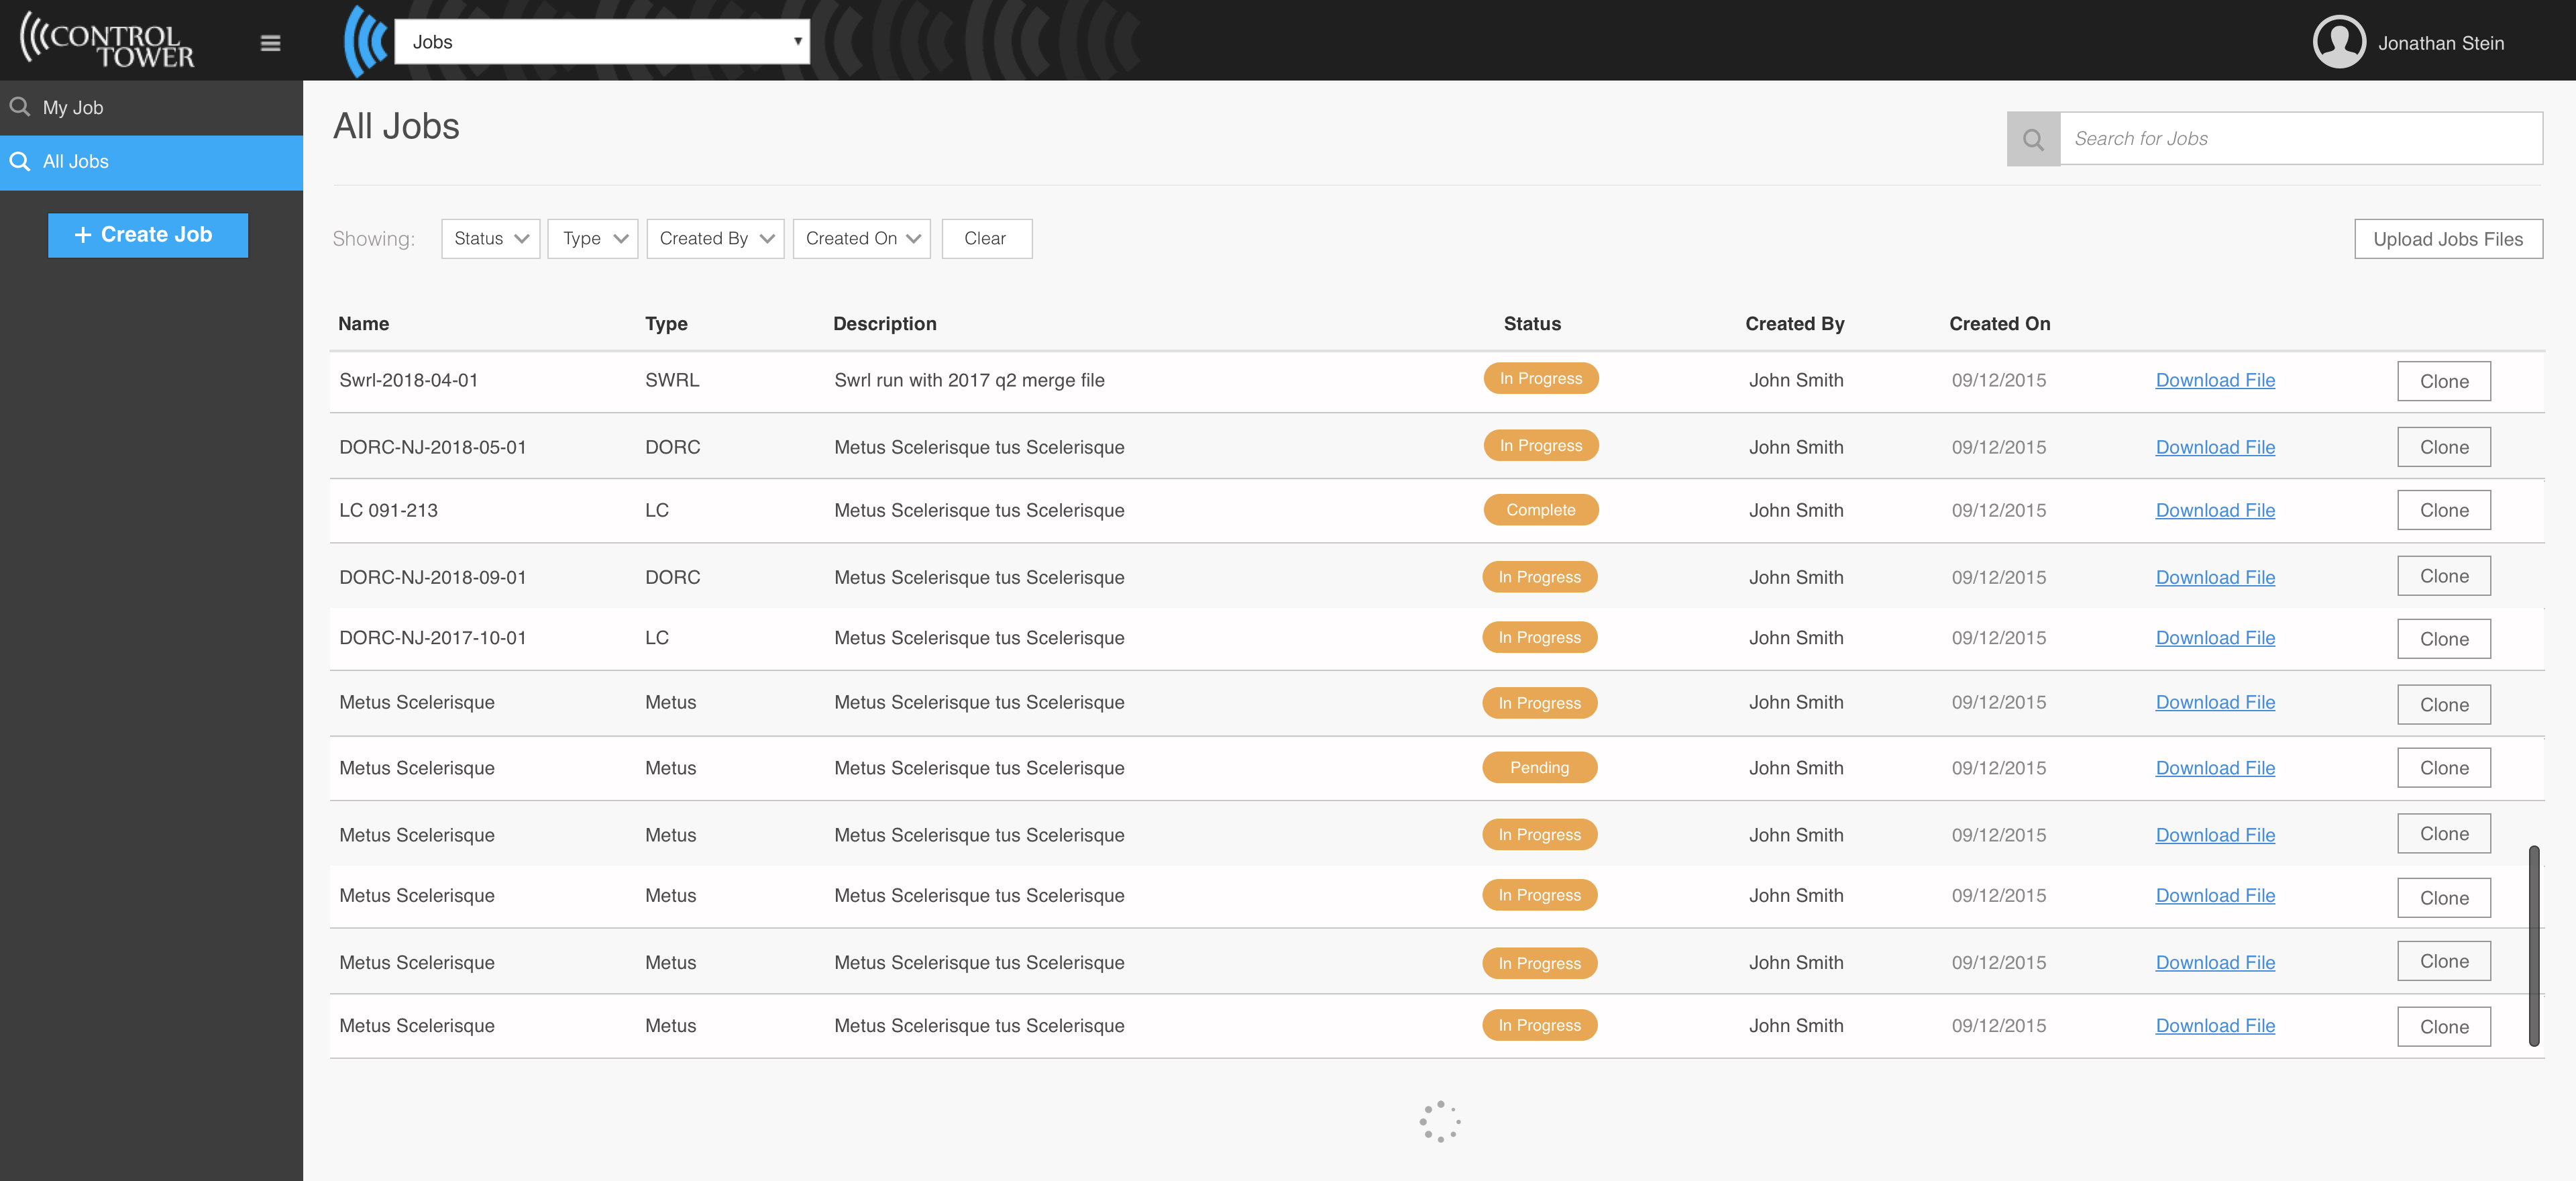 CONTROL
TOWER
Jobs
Jonathan Stein
My Job
All Jobs
+ Create Job
All Jobs
Search for Jobs
Showing: Status Type Created By Created On Clear Upload Jobs Files
Name Type Description Status Created By Created On
Swrl-2018-04-01 SWRL Swrl run with 2017 q2 merge file In Progress John Smith 09/12/2015 Download File Clone
DORC-NJ-2018-05-01 DORC Metus Scelerisque tus Scelerisque In Progress John Smith 09/12/2015 Download File Clone
LC 091-213 LC Metus Scelerisque tus Scelerisque Complete John Smith 09/12/2015 Download File Clone
DORC-NJ-2018-09-01 DORC Metus Scelerisque tus Scelerisque In Progress John Smith 09/12/2015 Download File Clone
DORC-NJ-2017-10-01 LC Metus Scelerisque tus Scelerisque In Progress John Smith 09/12/2015 Download File Clone
Metus Scelerisque Metus Metus Scelerisque tus Scelerisque In Progress John Smith 09/12/2015 Download File Clone
Metus Scelerisque Metus Metus Scelerisque tus Scelerisque Pending John Smith 09/12/2015 Download File Clone
Metus Scelerisque Metus Metus Scelerisque tus Scelerisque In Progress John Smith 09/12/2015 Download File Clone
Metus Scelerisque Metus Metus Scelerisque tus Scelerisque In Progress John Smith 09/12/2015 Download File Clone
Metus Scelerisque Metus Metus Scelerisque tus Scelerisque In Progress John Smith 09/12/2015 Download File Clone
Metus Scelerisque Metus Metus Scelerisque tus Scelerisque In Progress John Smith 09/12/2015 Download File Clone